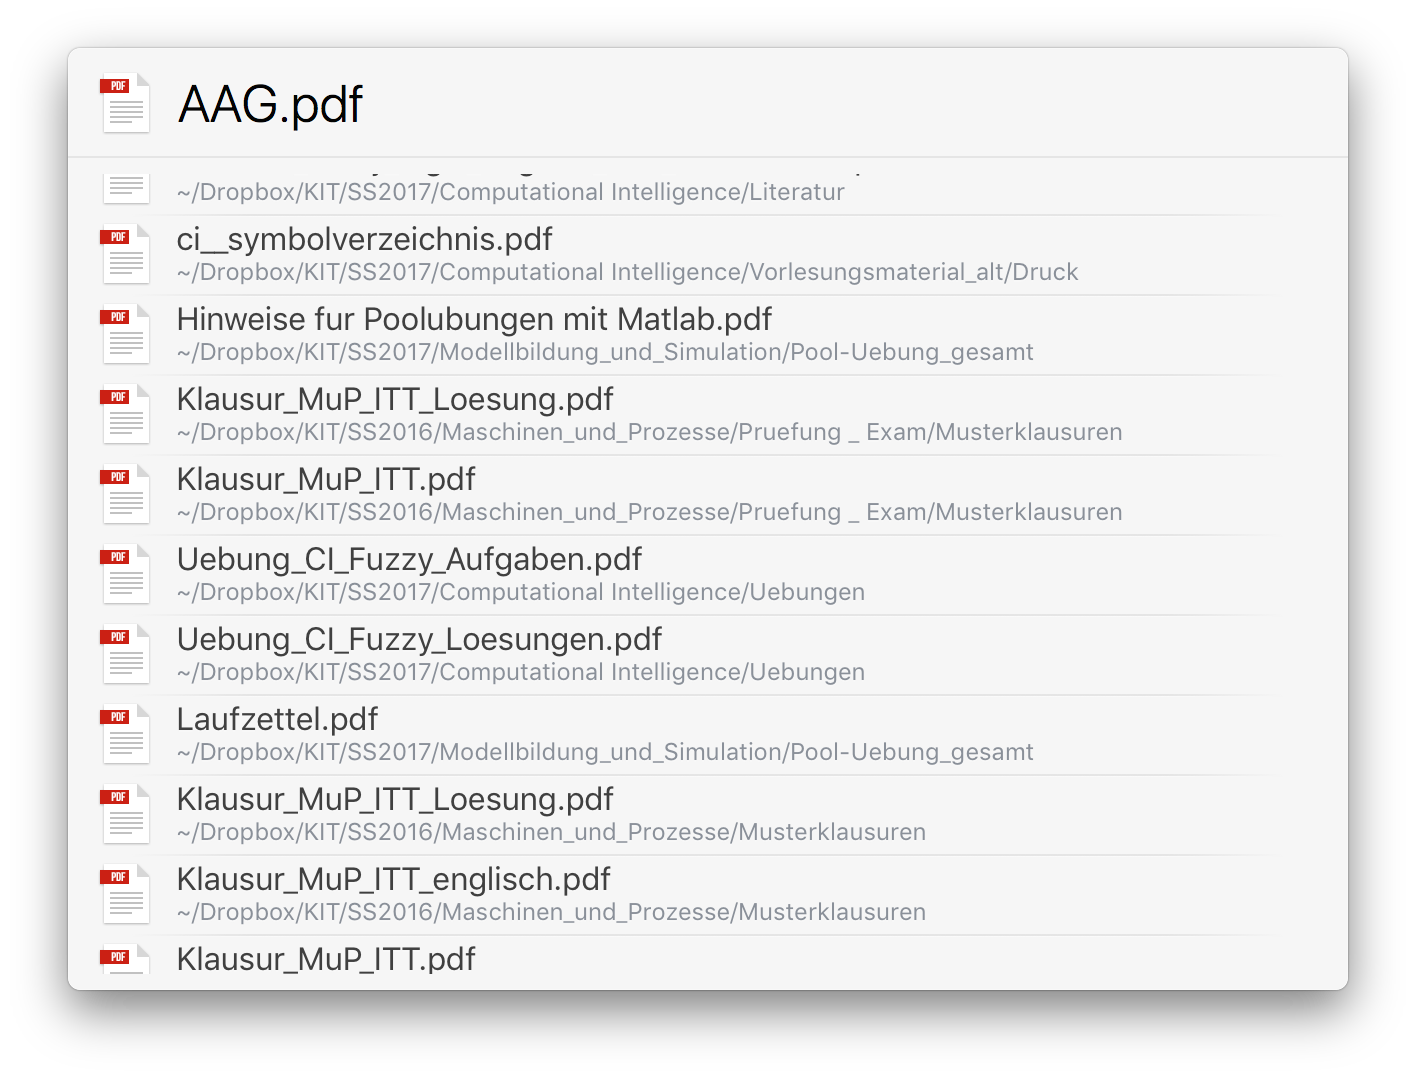 PDF
AAG.pdf
~/Dropbox/KIT/SS2017/Computational Intelligence/Literatur
PDF
ci__symbolverzeichnis.pdf
~/Dropbox/KIT/SS2017/Computational Intelligence/Vorlesungsmaterial_alt/Druck
PDF
Hinweise fur Poolubungen mit Matlab.pdf
~/Dropbox/KIT/SS2017/Modellbildung_und_Simulation/Pool-Uebung_gesamt
PDF
Klausur_MuP_ITT_Loesung.pdf
~/Dropbox/KIT/SS2016/Maschinen_und_Prozesse/Pruefung _ Exam/Musterklausuren
PDF
Klausur_MuP_ITT.pdf
~/Dropbox/KIT/SS2016/Maschinen_und_Prozesse/Pruefung _ Exam/Musterklausuren
PDF
Uebung_CI_Fuzzy_Aufgaben.pdf
~/Dropbox/KIT/SS2017/Computational Intelligence/Uebungen
PDF
Uebung_CI_Fuzzy_Loesungen.pdf
~/Dropbox/KIT/SS2017/Computational Intelligence/Uebungen
PDF
Laufzettel.pdf
~/Dropbox/KIT/SS2017/Modellbildung_und_Simulation/Pool-Uebung_gesamt
PDF
Klausur_MuP_ITT_Loesung.pdf
~/Dropbox/KIT/SS2016/Maschinen_und_Prozesse/Musterklausuren
PDF
Klausur_MuP_ITT_englisch.pdf
~/Dropbox/KIT/SS2016/Maschinen_und_Prozesse/Musterklausuren
PDF
Klausur_MuP_ITT.pdf